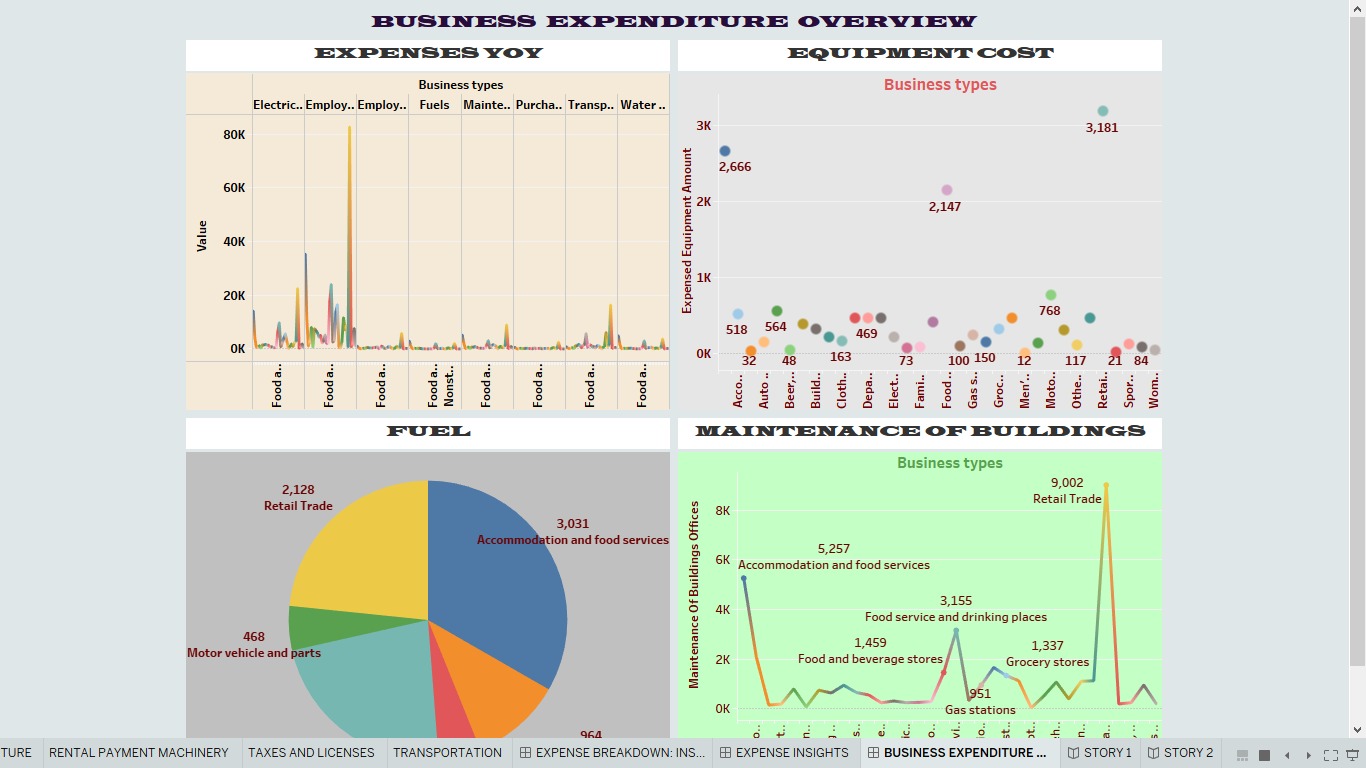 BUSINESS EXPENDITURE OVERVIEW
EXPENSES YOY
Business types
Electric.. Employ.. Employ.. Fuels Mainte.. Purcha.. Transp.. Water ..
Value
80K
60K
40K
20K
0K
Food a.. Food a.. Food a.. Food a.. Nonst.. Food a.. Food a.. Food a.. Food a..
EQUIPMENT COST
Business types
Expensed Equipment Amount
3K
2K
1K
0K
2,666
3,181
2,147
518
564
768
163
469
32
48
73
100
150
12
117
21
84
Acco.. Auto .. Beer,.. Build.. Cloth.. Depa.. Elect.. Fami.. Food .. Gas s.. Groc.. Men'.. Moto.. Othe.. Retai.. Spor.. Wom..
FUEL
2,128
Retail Trade
3,031
Accommodation and food services
468
Motor vehicle and parts
964
MAINTENANCE OF BUILDINGS
Business types
Maintenance Of Buildings Offices
8K
6K
4K
2K
0K
9,002
Retail Trade
5,257
Accommodation and food services
3,155
Food service and drinking places
1,459
Food and beverage stores
1,337
Grocery stores
951
Gas stations
TURE RENTAL PAYMENT MACHINERY TAXES AND LICENSES TRANSPORTATION EXPENSE BREAKDOWN: INS... EXPENSE INSIGHTS BUSINESS EXPENDITURE ... STORY 1 STORY 2